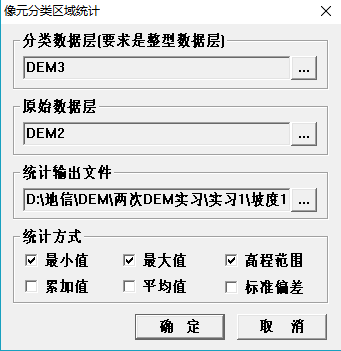 像元分类区域统计
分类数据层(要求是整型数据层)
DEM3
...
原始数据层
DEM2
...
统计输出文件
D:\地信\DEM\两次DEM实习\实习1\坡度1
...
统计方式
最小值 最大值 高程范围
累加值 平均值 标准偏差
确 定 取 消